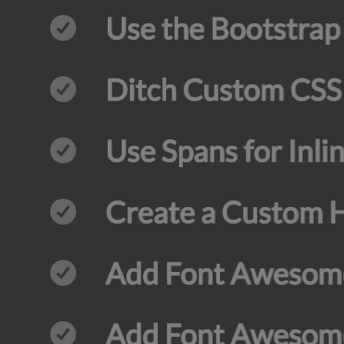 Use the Bootstrap
Ditch Custom CSS
Use Spans for Inlin
Create a Custom H
Add Font Awesome
Add Font Awesom